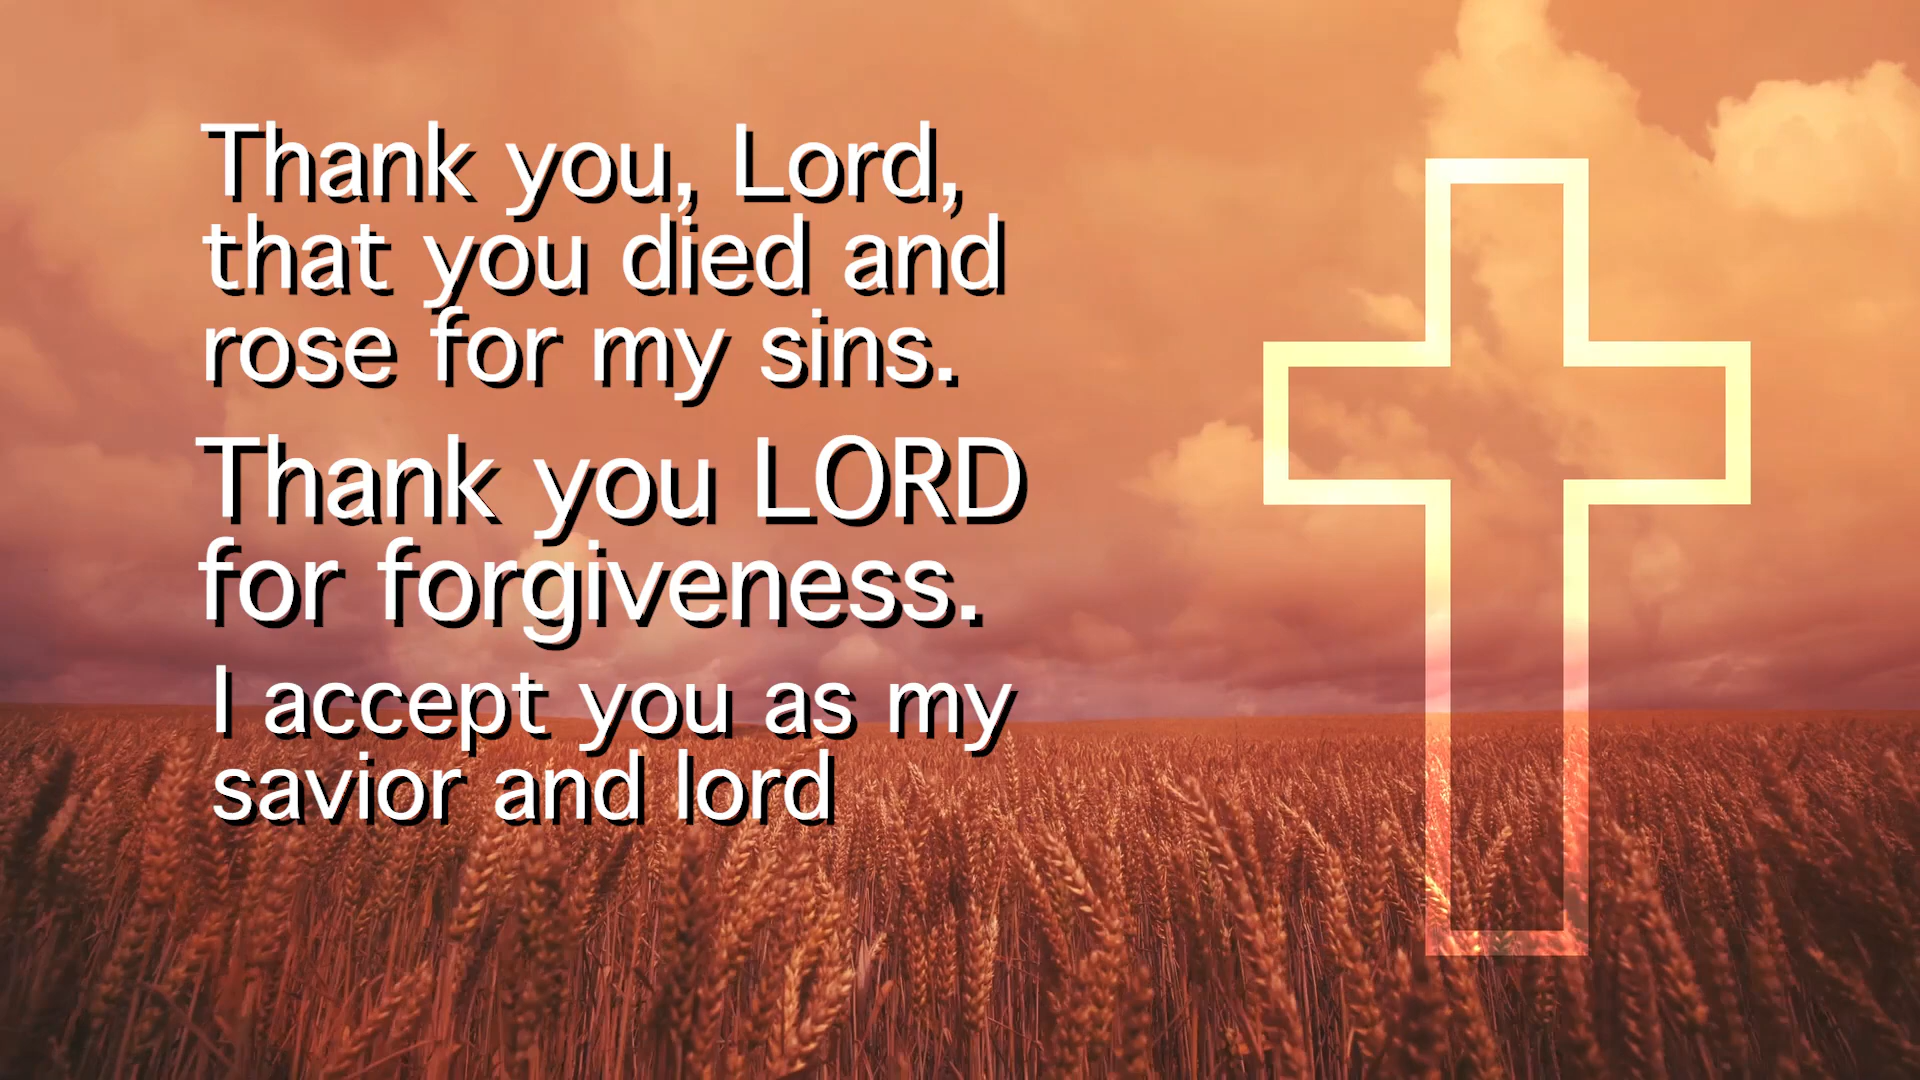 Thank you, Lord,
that you died and
rose for my sins.
Thank you LORD
for forgiveness.
I accept you as my
savior and lord